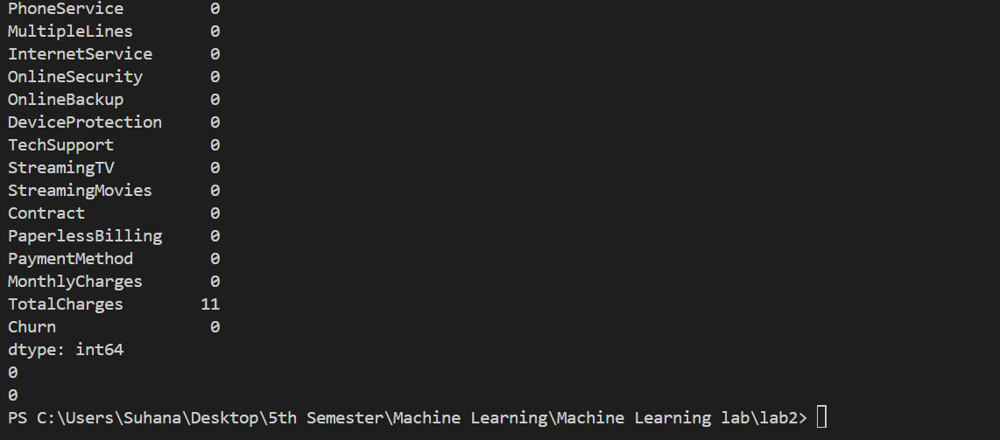 PhoneService         0
MultipleLines        0
InternetService      0
OnlineSecurity       0
OnlineBackup         0
DeviceProtection     0
TechSupport          0
StreamingTV          0
StreamingMovies      0
Contract             0
PaperlessBilling     0
PaymentMethod        0
MonthlyCharges       0
TotalCharges        11
Churn                0
dtype: int64
0
0
PS C:\Users\Suhana\Desktop\5th Semester\Machine Learning\Machine Learning lab\lab2>